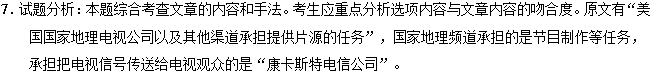 7．试题分析：本题综合考查文章的内容和手法。考生应重点分析选项内容与文章内容的吻合度。原文有“美
国国家地理电视公司以及其他渠道承担提供片源的任务”，国家地理频道承担的是节目制作等任务，
承担把电视信号传送给电视观众的是“康卡斯特电信公司”。